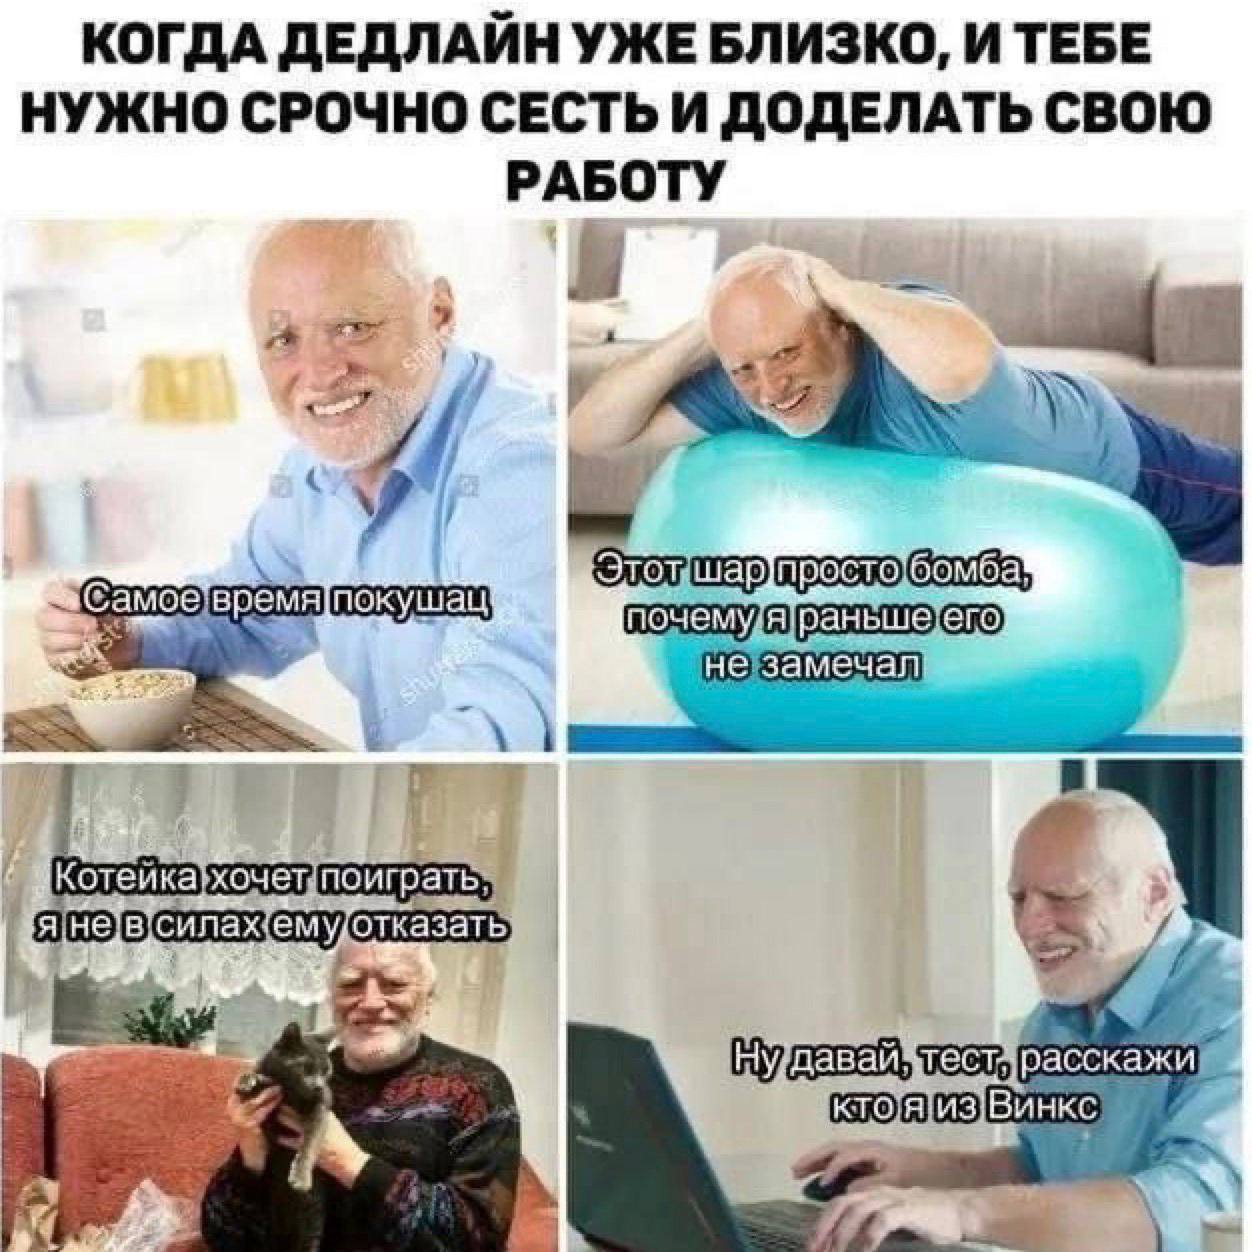 КОГДА ДЕДЛАЙН УЖЕ БЛИЗКО, И ТЕБЕ
НУЖНО СРОЧНО СЕСТЬ И ДОДЕЛАТЬ СВОЮ
РАБОТУ
Самое время покушац
Этот шар просто бомба,
почему я раньше его
не замечал
Котейка хочет поиграть,
я не в силах ему отказать
Ну давай, тест, расскажи
кто я из Винкс